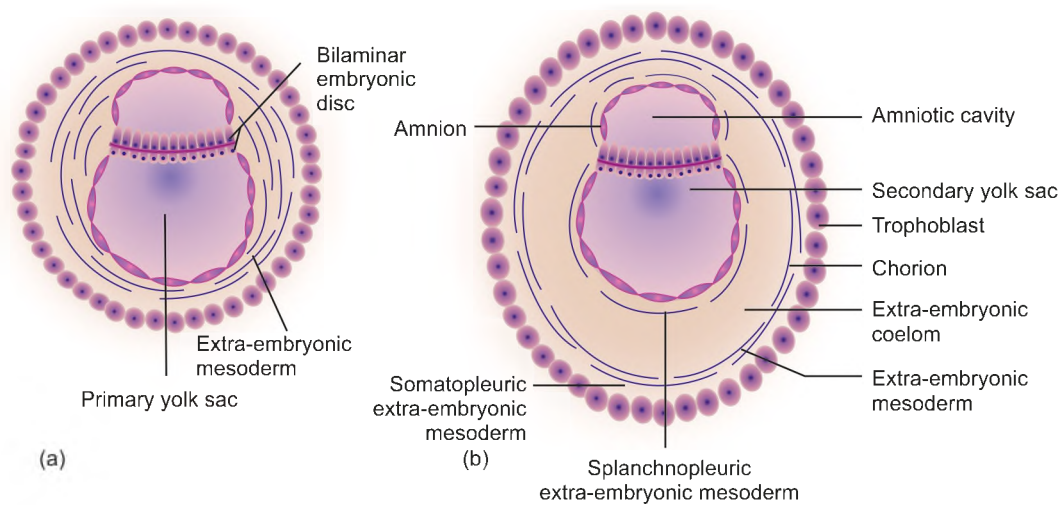 Bilaminar
embryonic
disc
Extra-embryonic
mesoderm
Primary yolk sac
(a)
Amnion
Amniotic cavity
Secondary yolk sac
Trophoblast
Chorion
Extra-embryonic
coelom
Extra-embryonic
mesoderm
Somatopleuric
extra-embryonic
mesoderm
(b)
Splanchnopleuric
extra-embryonic mesoderm